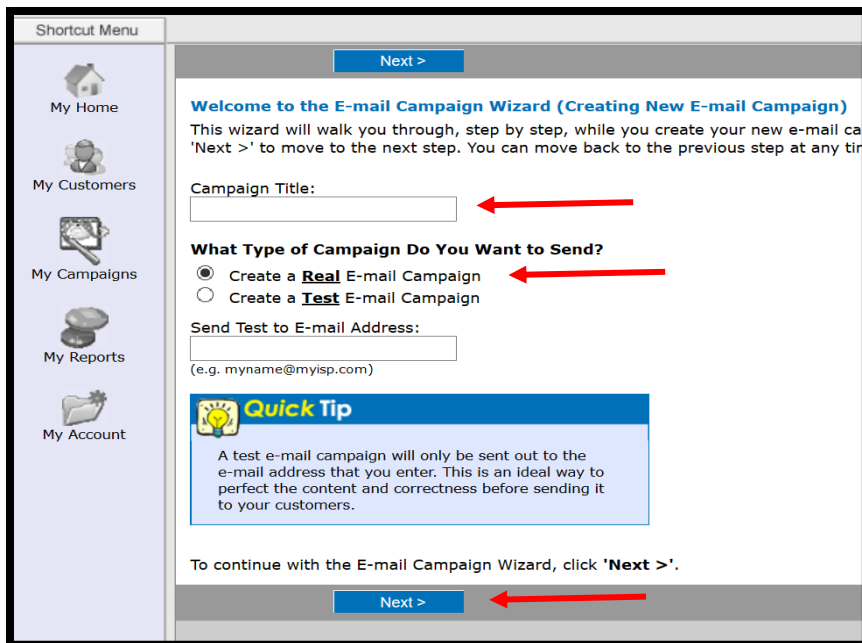 Shortcut Menu
My Home
My Customers
My Campaigns
My Reports
My Account
Next >
Welcome to the E-mail Campaign Wizard (Creating New E-mail Campaign)
This wizard will walk you through, step by step, while you create your new e-mail ca
'Next >' to move to the next step. You can move back to the previous step at any
Campaign Title:
What Type of Campaign Do You Want to Send?
Create a Real E-mail Campaign
Create a Test E-mail Campaign
Send Test to E-mail Address:
(e.g. myname@myisp.com)
Quick Tip
A test e-mail campaign will only be sent out to the
e-mail address that you enter. This is an ideal way to
perfect the content and correctness before sending it
to your customers.
To continue with the E-mail Campaign Wizard, click 'Next >'.
Next >